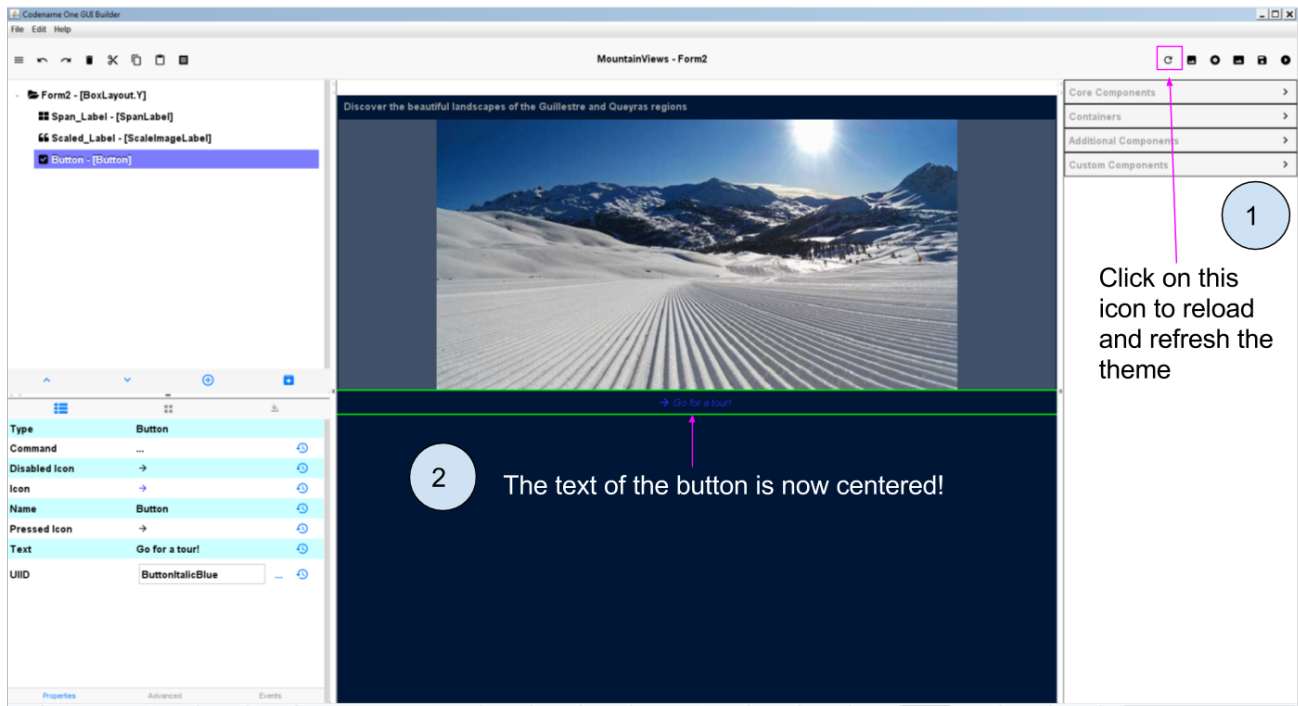 Codename One GUI Builder
File Edit Help
MountainViews - Form2
Form2 - [BoxLayout.Y]
Span_Label - [SpanLabel]
Scaled_Label - [ScaleImageLabel]
Button - [Button]
Discover the beautiful landscapes of the Guillestre and Queyras regions
Core Components
Containers
Additional Components
Custom Components
1
Click on this
icon to reload
and refresh the
theme
Go for a tour!
2
The text of the button is now centered!
Type Button
Command ...
Disabled Icon
Icon
Name Button
Pressed Icon
Text Go for a tour!
UIID ButtonItalicBlue ...
Properties Advanced Events